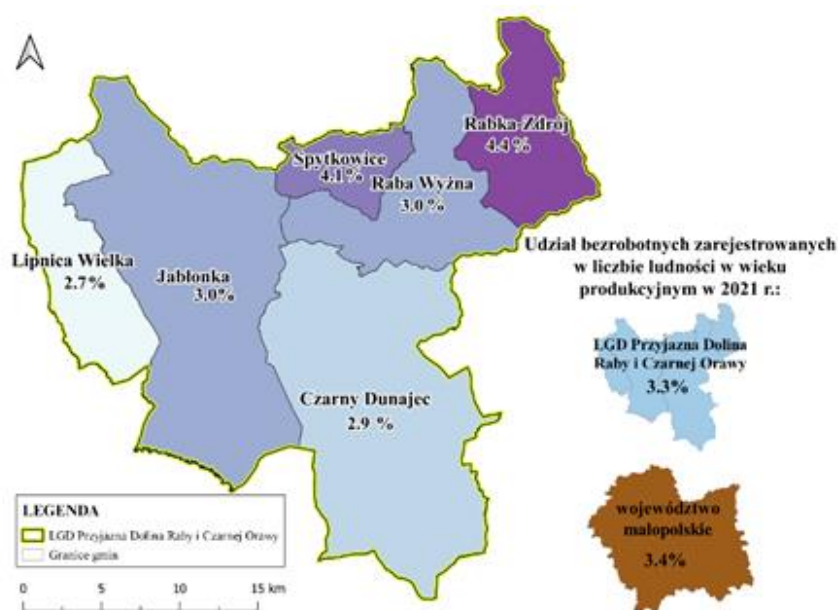 Rabka-Zdrój
4.4 %
Spytkowice
4.1 %
Raba Wyżna
3.0 %
Lipnica Wielka
2.7%
Jabłonka
3.0%
Czarny Dunajec
2.9 %
Udział bezrobotnych zarejestrowanych
w liczbie ludności w wieku
produkcyjnym w 2021 r.:
LGD Przyjazna Dolina
Raby i Czarnej Orawy
3.3%
województwo
małopolskie
3.4%
LEGENDA
LGD Przyjazna Dolina Raby i Czarnej Orawy
Granice gmin
0 5 10 15 km